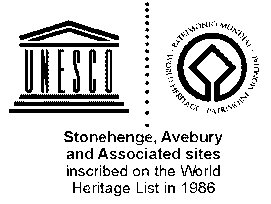 UNESCO
WORLD HERITAGE · PATRIMOINE MONDIAL · PATRIMONIO MUNDIAL ·
Stonehenge, Avebury
and Associated sites
inscribed on the World
Heritage List in 1986